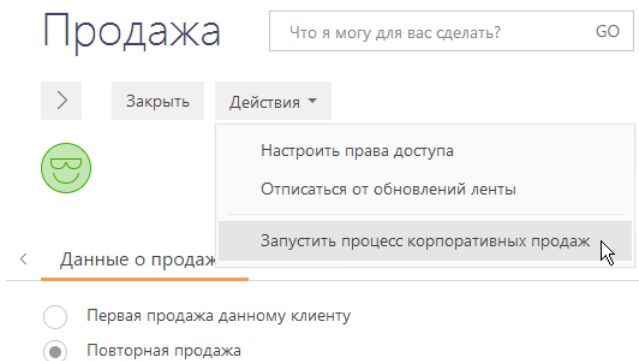 Продажа
Что я могу для вас сделать? GO
Закрыть Действия
Настроить права доступа
Отписаться от обновлений ленты
Запустить процесс корпоративных продаж
Данные о продаж
Первая продажа данному клиенту
Повторная продажа